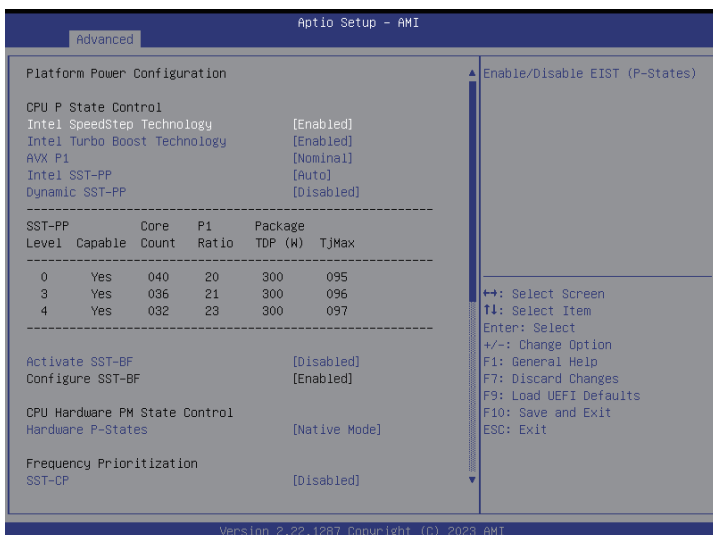 Aptio Setup - AMI
Advanced
Platform Power Configuration
CPU P State Control
Intel SpeedStep Technology [Enabled]
Intel Turbo Boost Technology [Enabled]
AVX P1 [Nominal]
Intel SST-PP [Auto]
Dynamic SST-PP [Disabled]
SST-PP Core P1 Package
Level Capable Count Ratio TDP (W) TjMax
0 Yes 040 20 300 095
3 Yes 036 21 300 096
4 Yes 032 23 300 097
Activate SST-BF [Disabled]
Configure SST-BF [Enabled]
CPU Hardware PM State Control
Hardware P-States [Native Mode]
Frequency Prioritization
SST-CP [Disabled]
Enable/Disable EIST (P-States)
↔: Select Screen
↑↓: Select Item
Enter: Select
+/-: Change Option
F1: General Help
F7: Discard Changes
F9: Load UEFI Defaults
F10: Save and Exit
ESC: Exit
Version 2.22.1287 Copyright (C) 2023 AMI